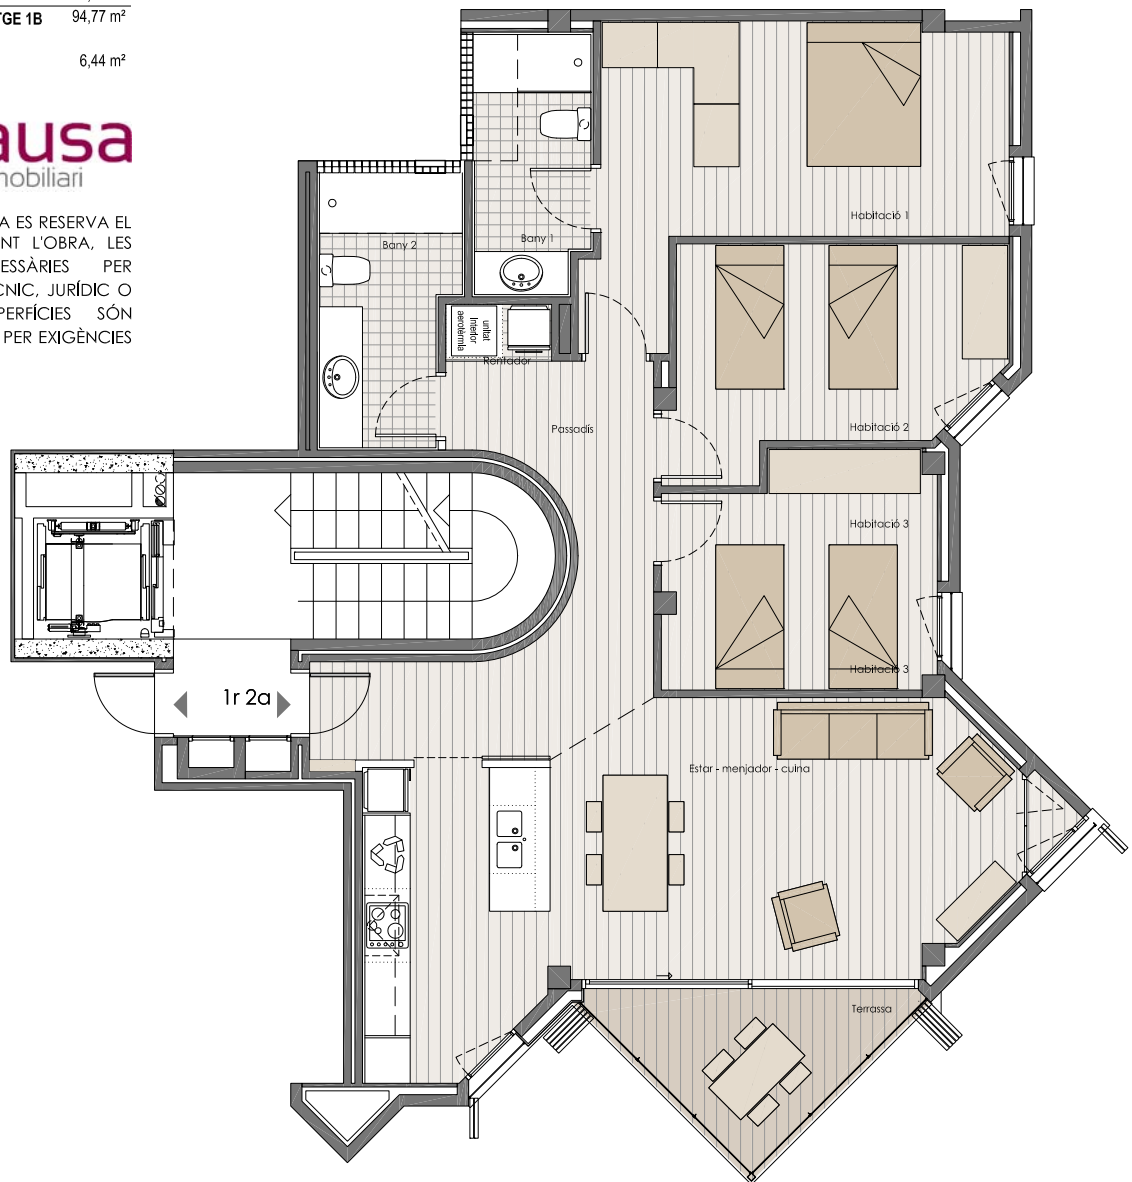 TGE 1B 94,77 m²
6,44 m²
ausa
mobiliari
A ES RESERVA EL
NT L'OBRA, LES
ESSÀRIES PER
CNIC, JURÍDIC O
PERFÍCIES SÓN
PER EXIGÈNCIES
Habitació 1
Bany 1
Bany 2
unitat
interior
aerotèrmia
Rentador
Passadís
Habitació 2
Habitació 3
Habitació 3
1r 2a
Estar - menjador - cuina
Terrassa